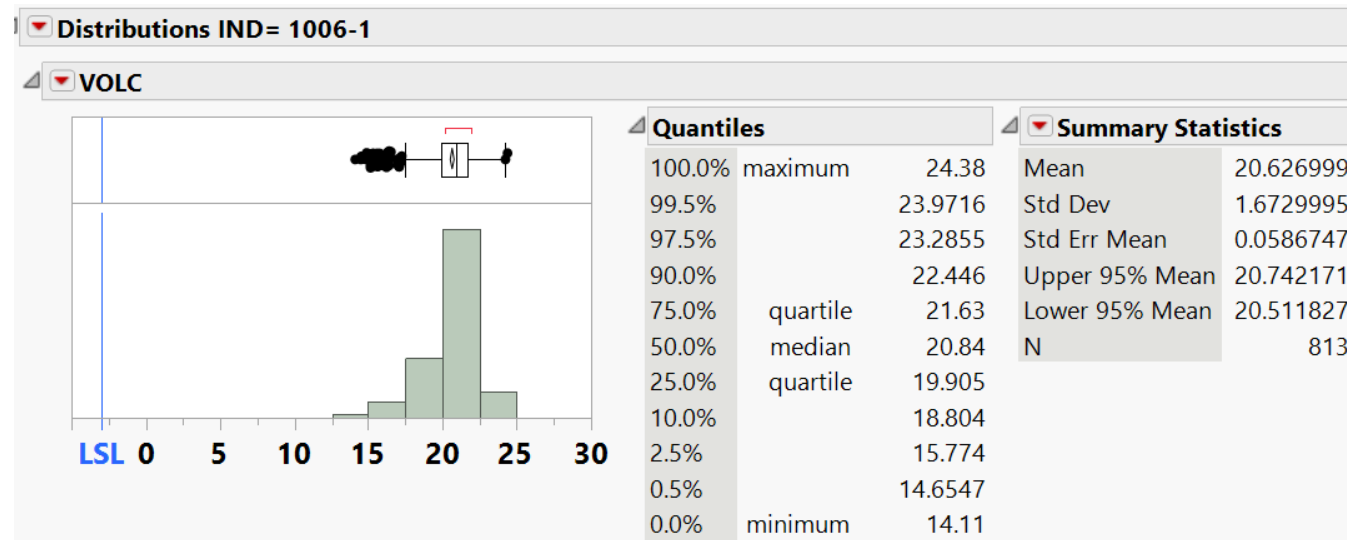 Distributions IND= 1006-1
VOLC
Quantiles
100.0% maximum 24.38
99.5% 23.9716
97.5% 23.2855
90.0% 22.446
75.0% quartile 21.63
50.0% median 20.84
25.0% quartile 19.905
10.0% 18.804
2.5% 15.774
0.5% 14.6547
0.0% minimum 14.11
Summary Statistics
Mean 20.626999
Std Dev 1.6729995
Std Err Mean 0.0586747
Upper 95% Mean 20.742171
Lower 95% Mean 20.511827
N 813
LSL 0 5 10 15 20 25 30